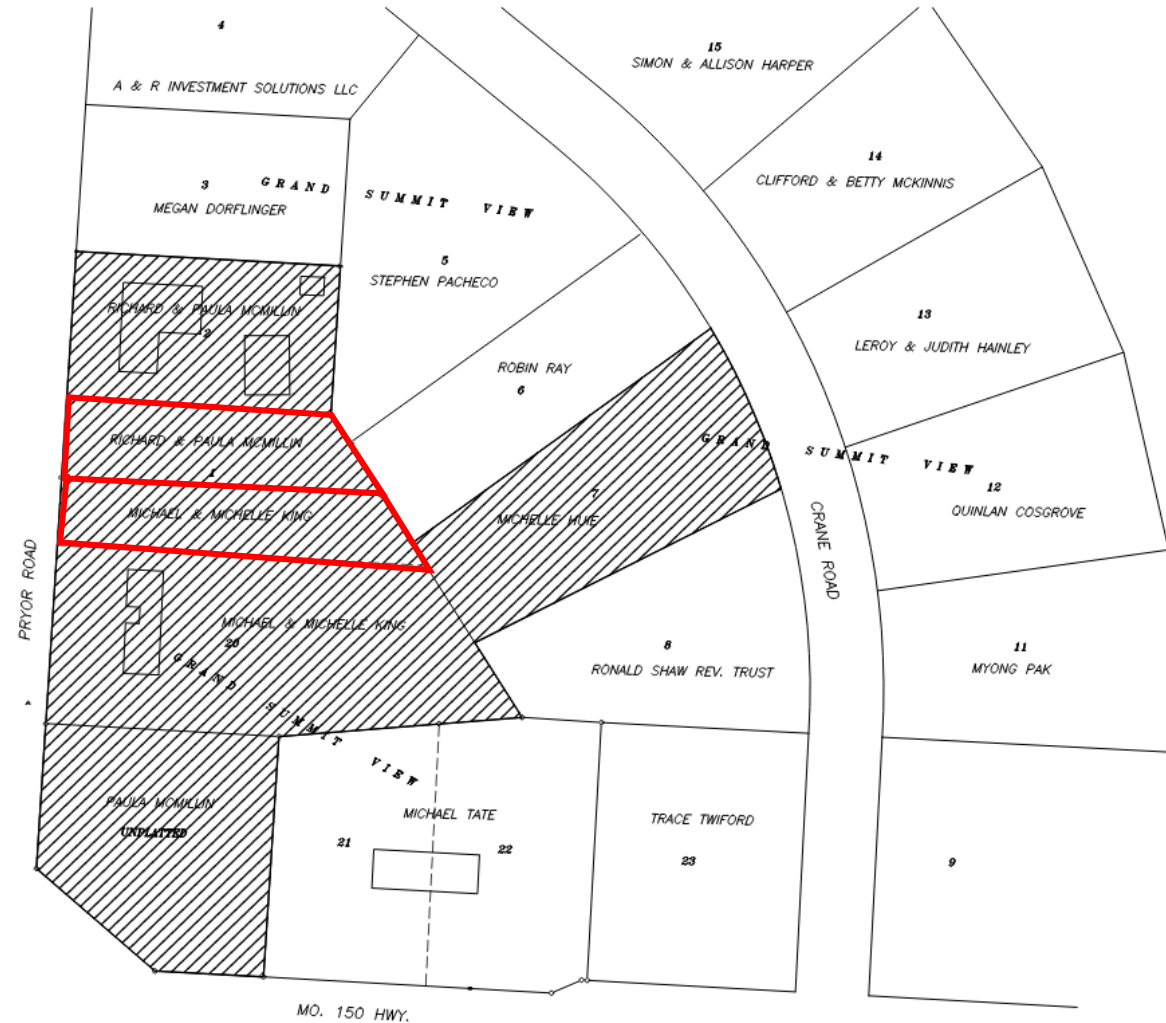 4
A & R INVESTMENT SOLUTIONS LLC
15
SIMON & ALLISON HARPER
14
CLIFFORD & BETTY MCKINNIS
3
MEGAN DORFLINGER
GRAND SUMMIT VIEW
5
STEPHEN PACHECO
RICHARD & PAULA MCMILLIN
2
13
LEROY & JUDITH HAINLEY
ROBIN RAY
6
RICHARD & PAULA MCMILLIN
1
GRAND SUMMIT VIEW
7
MICHELLE HUIE
12
QUINLAN COSGROVE
MICHAEL & MICHELLE KING
CRANE ROAD
PRYOR ROAD
MICHAEL & MICHELLE KING
20
GRAND SUMMIT VIEW
8
RONALD SHAW REV. TRUST
11
MYONG PAK
PAULA MCMILLIN
UNPLATTED
MICHAEL TATE
21
22
TRACE TWIFORD
23
9
MO. 150 HWY.